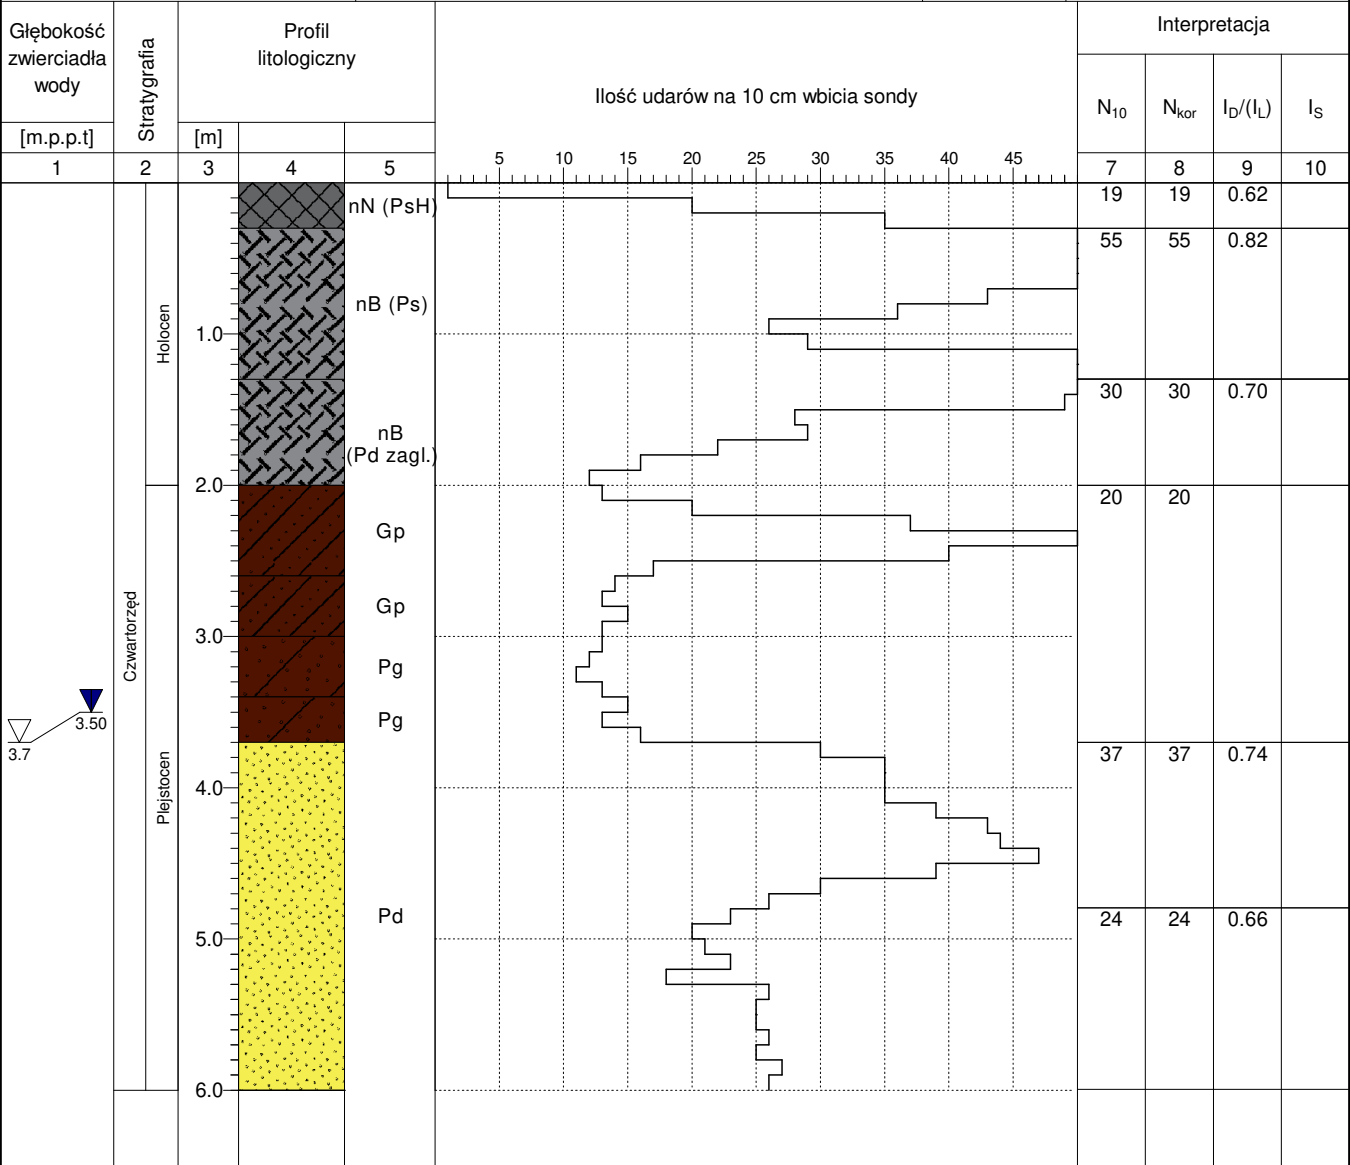 Głębokość
zwierciadła
wody
[m.p.p.t]
Stratygrafia
Profil
litologiczny
[m]
Ilość udarów na 10 cm wbicia sondy
Interpretacja
N10
Nkor
ID/(IL)
IS
1 2 3 4 5
5 10 15 20 25 30 35 40 45
7 8 9 10
nN (PsH)
19 19 0.62
55 55 0.82
nB (Ps)
Holocen
1.0
30 30 0.70
nB
(Pd zagl.)
2.0
20 20
Gp
Gp
Czwartorzęd
3.0
Pg
Pg
3.50
3.7
37 37 0.74
Plejstocen
4.0
Pd
24 24 0.66
5.0
6.0